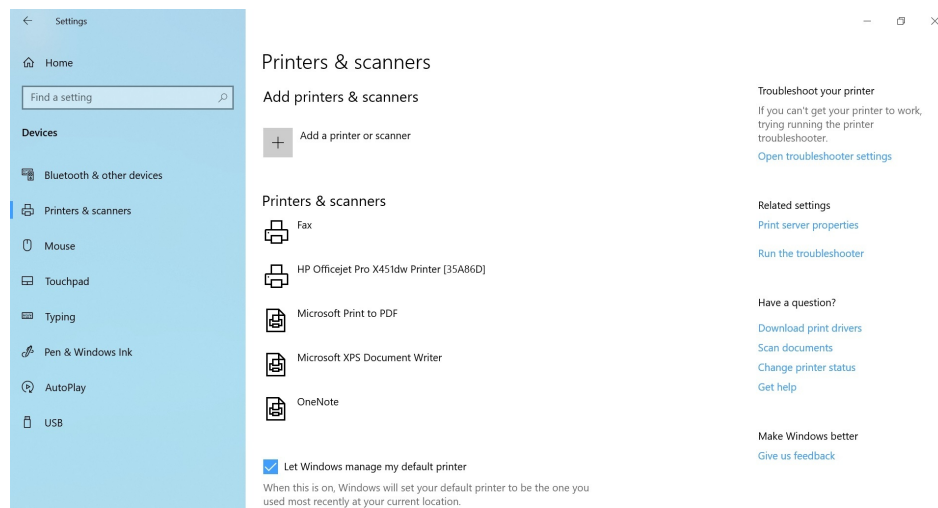 Settings
Home
Find a setting
Devices
Bluetooth & other devices
Printers & scanners
Mouse
Touchpad
Typing
Pen & Windows Ink
AutoPlay
USB
Printers & scanners
Add printers & scanners
Add a printer or scanner
Printers & scanners
Fax
HP Officejet Pro X451dw Printer [35A86D]
Microsoft Print to PDF
Microsoft XPS Document Writer
OneNote
Let Windows manage my default printer
When this is on, Windows will set your default printer to be the one you
used most recently at your current location.
Troubleshoot your printer
If you can't get your printer to work,
trying running the printer
troubleshooter.
Open troubleshooter settings
Related settings
Print server properties
Run the troubleshooter
Have a question?
Download print drivers
Scan documents
Change printer status
Get help
Make Windows better
Give us feedback